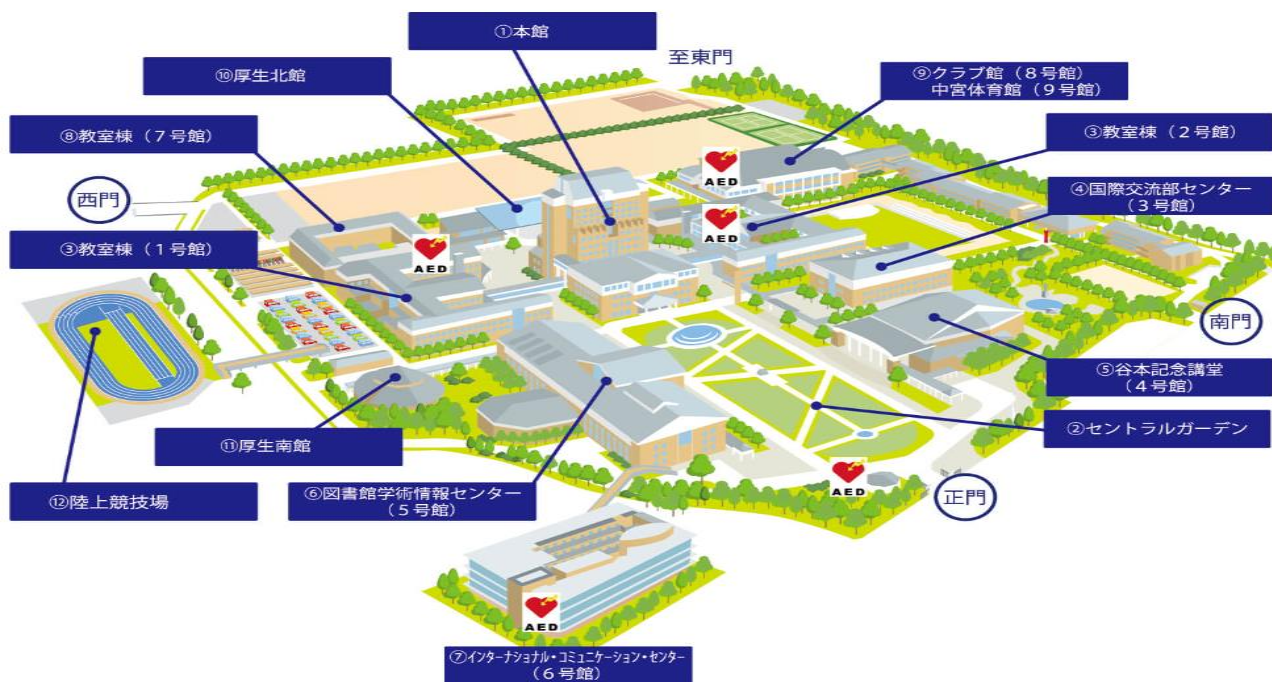 ①本館
至東門
⑩厚生北館
⑨クラブ館（８号館）
中宮体育館（９号館）
⑧教室棟（７号館）
③教室棟（２号館）
西門
④国際交流部センター
（３号館）
③教室棟（１号館）
AED
AED
AED
南門
⑤谷本記念講堂
（４号館）
②セントラルガーデン
⑪厚生南館
⑫陸上競技場
⑥図書館学術情報センター
（５号館）
AED
正門
AED
⑦インターナショナル・コミュニケーション・センター
（６号館）